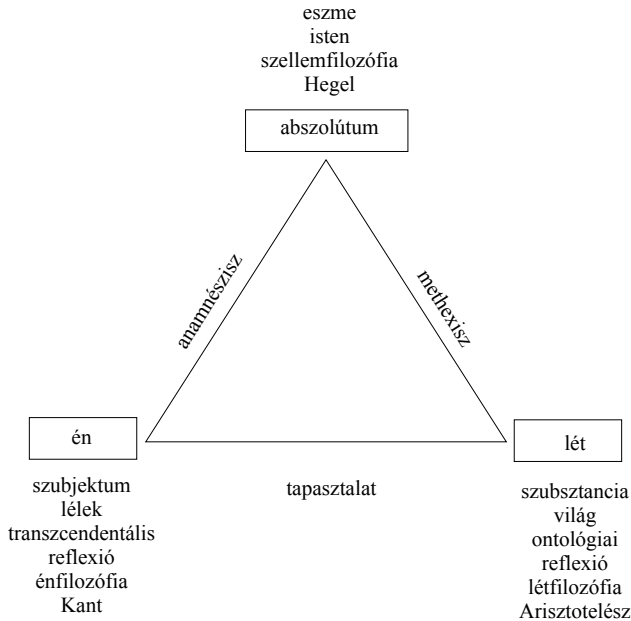 eszme
isten
szellemfilozófia
Hegel
abszolútum
anamnészisz
methexisz
én
lét
szubjektum
lélek
transzcendentális
reflexió
énfilozófia
Kant
tapasztalat
szubsztancia
világ
ontológiai
reflexió
létfilozófia
Arisztotelész